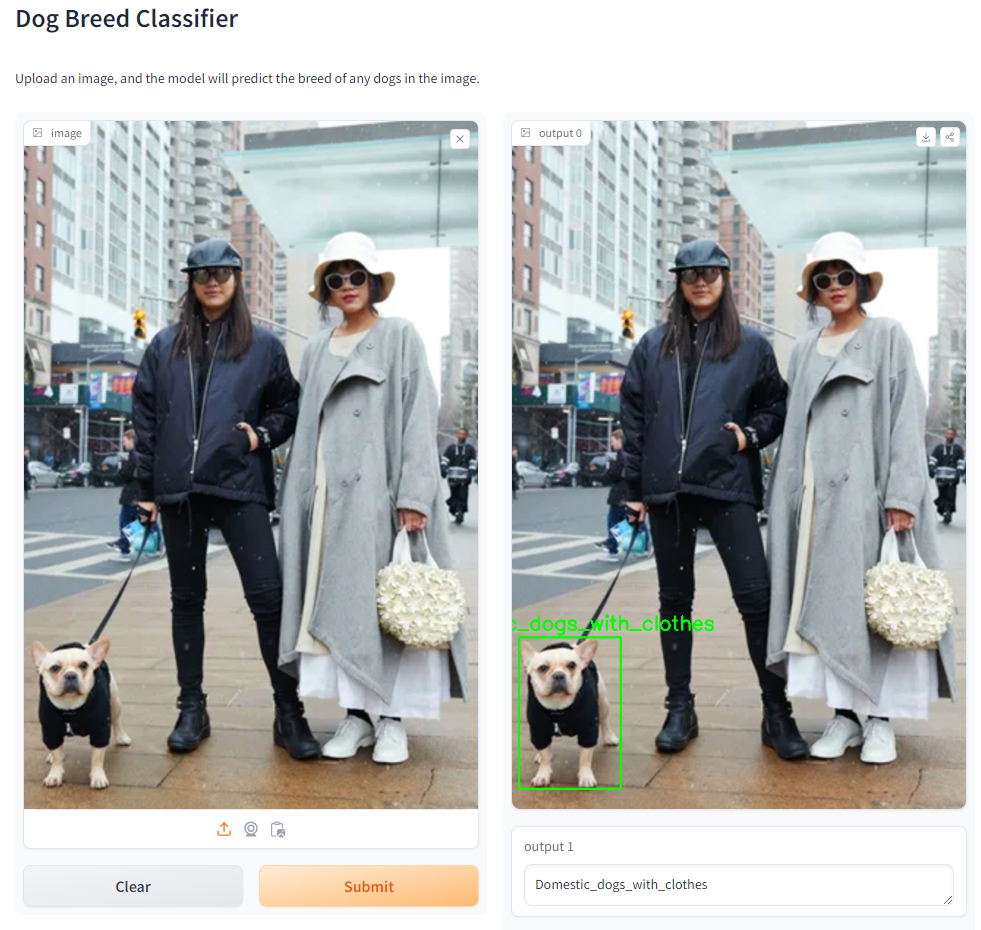 Dog Breed Classifier
Upload an image, and the model will predict the breed of any dogs in the image.
image
output 0
c_dogs_with_clothes
output 1
Domestic_dogs_with_clothes
Clear
Submit